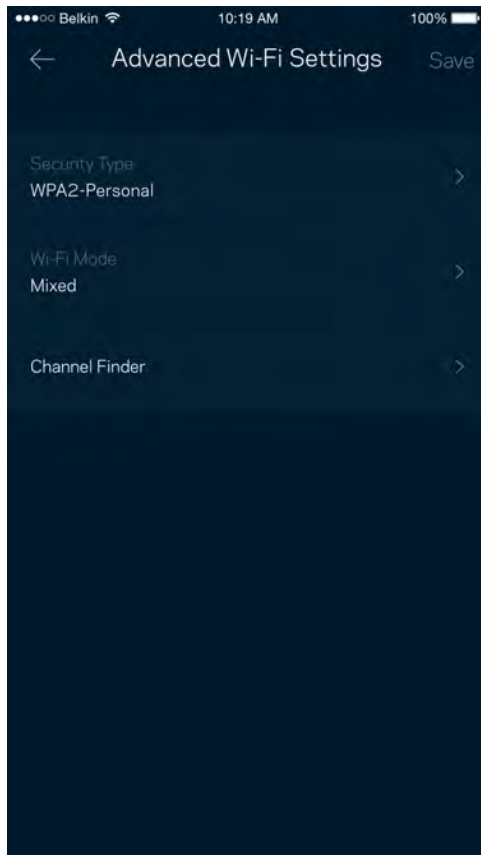 Belkin 10:19 AM 100%
Advanced Wi-Fi Settings Save
Security Type
WPA2-Personal
Wi-Fi Mode
Mixed
Channel Finder